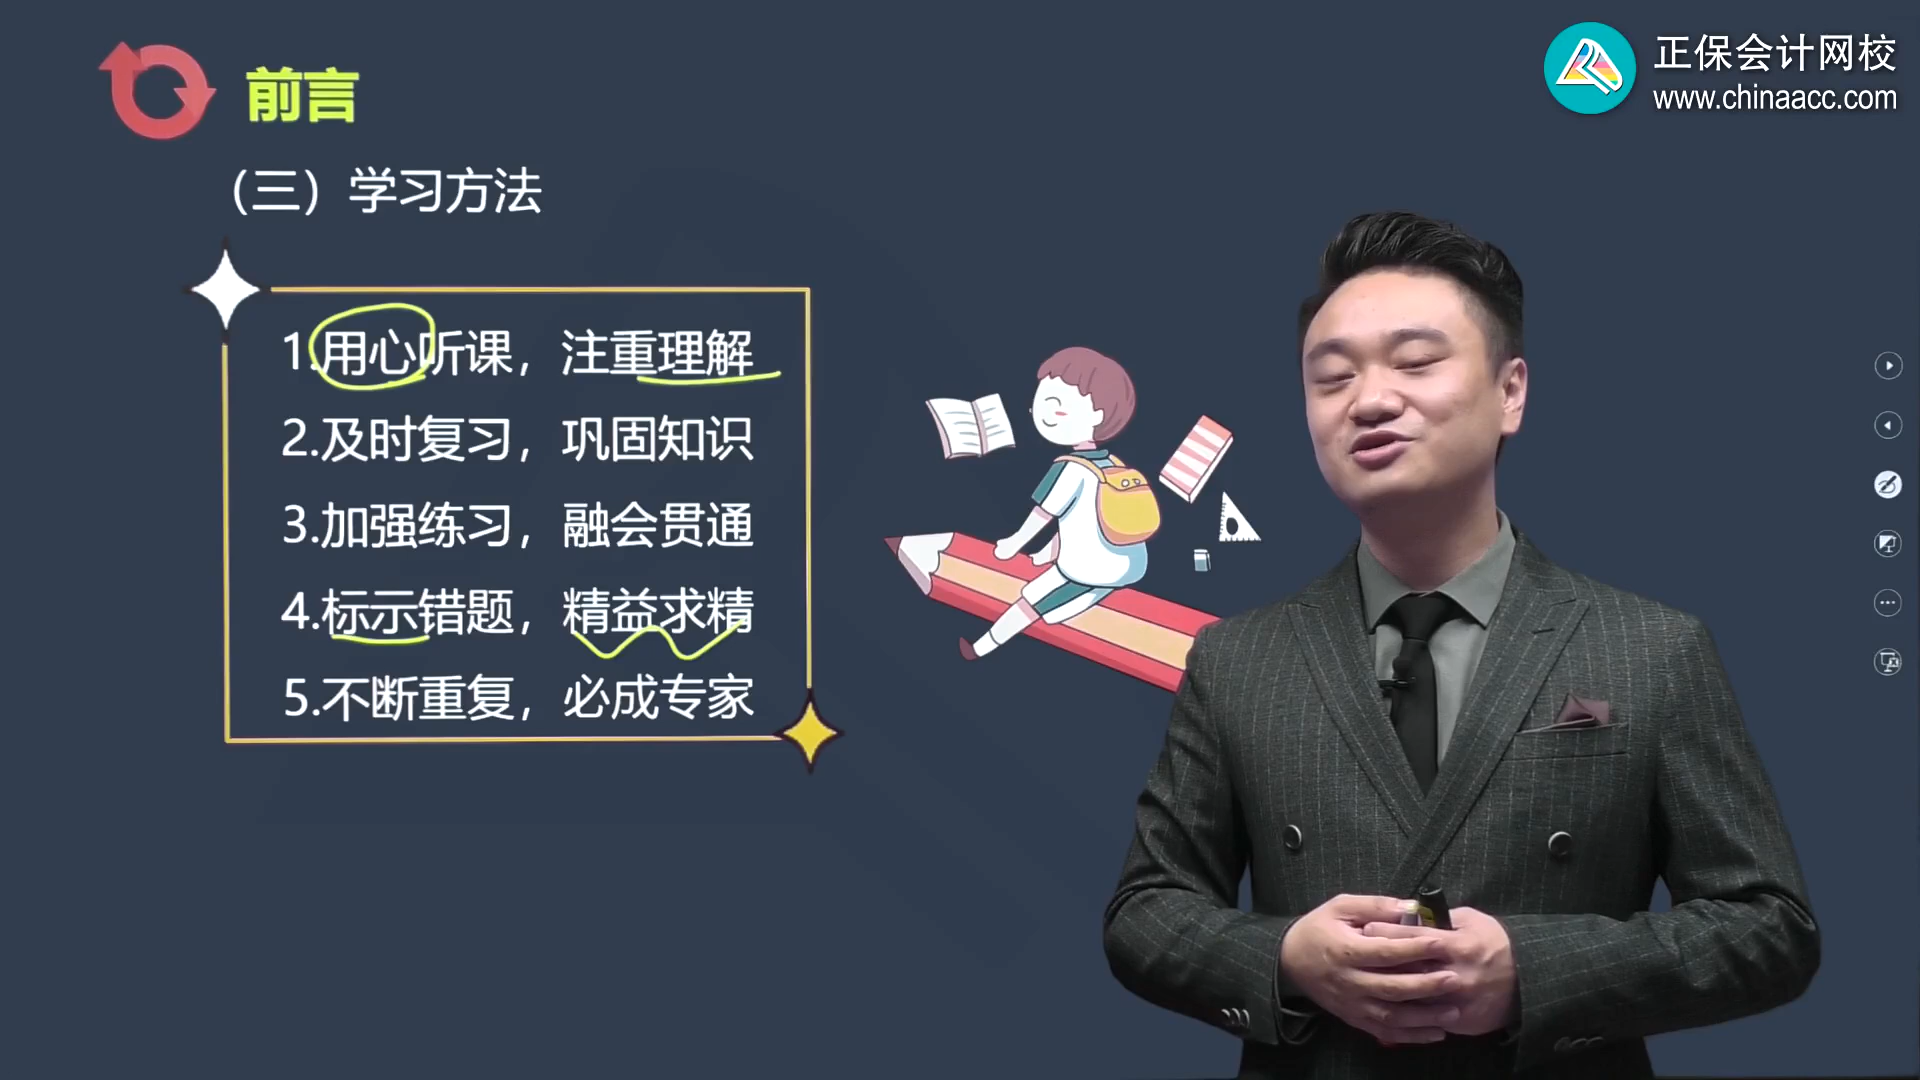 正保会计网校
www.chinaacc.com
前言
（三）学习方法
1.用心听课，注重理解
2.及时复习，巩固知识
3.加强练习，融会贯通
4.标示错题，精益求精
5.不断重复，必成专家